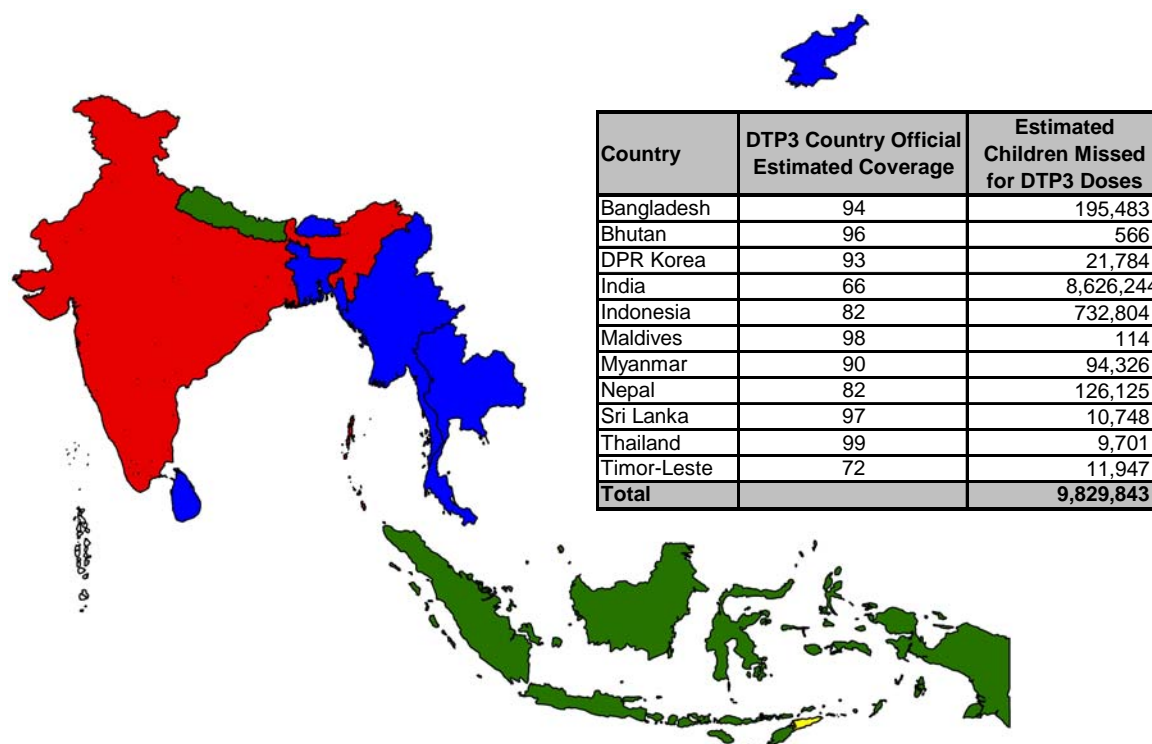 Country DTP3 Country Official Estimated Coverage Estimated Children Missed for DTP3 Doses
Bangladesh 94 195,483
Bhutan 96 566
DPR Korea 93 21,784
India 66 8,626,244
Indonesia 82 732,804
Maldives 98 114
Myanmar 90 94,326
Nepal 82 126,125
Sri Lanka 97 10,748
Thailand 99 9,701
Timor-Leste 72 11,947
Total 9,829,843